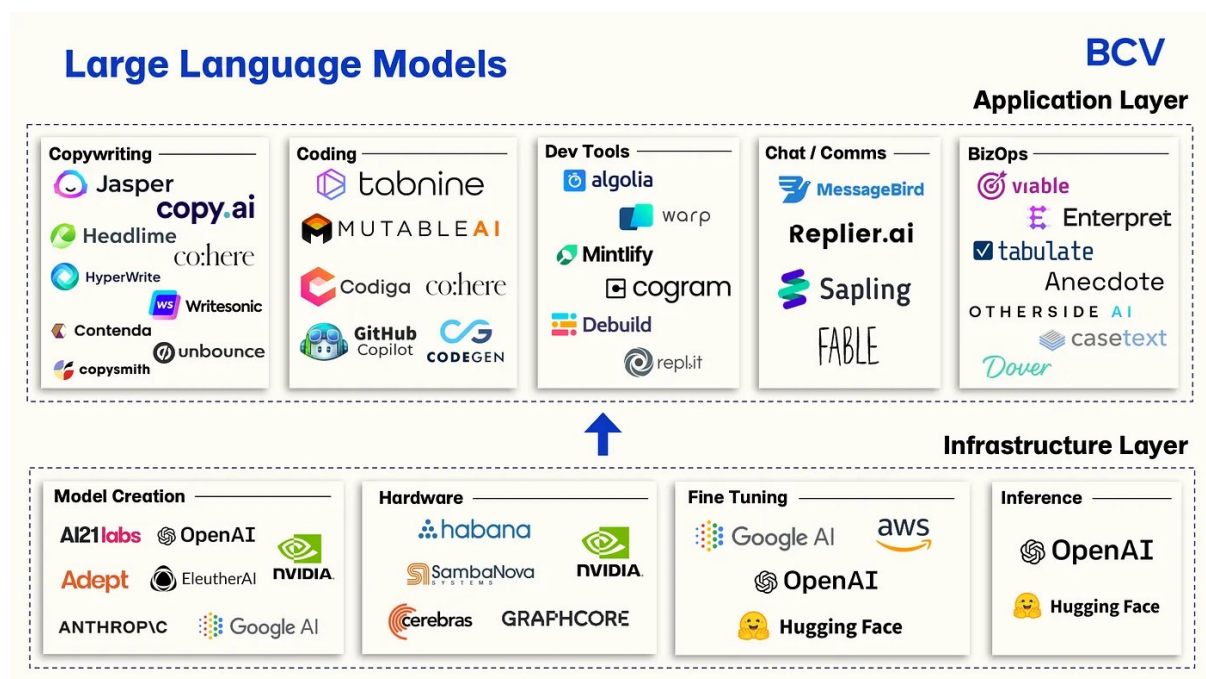 Large Language Models
BCV
Application Layer
Copywriting
Jasper
copy.ai
Headlime
co:here
HyperWrite
WS Writesonic
Contenda
unbounce
copysmith
Coding
tabnine
MUTABLEAI
Codiga
co:here
GitHub
Copilot
CODEGEN
Dev Tools
algolia
warp
Mintlify
cogram
Debuild
repl.it
Chat / Comms
MessageBird
Replier.ai
Sapling
FABLE
BizOps
viable
Enterpret
tabulate
Anecdote
OTHERSIDE AI
casetext
Dover
Infrastructure Layer
Model Creation
AI21labs
OpenAI
NVIDIA.
Adept
EleutherAI
ANTHROP\C
Google AI
Hardware
habana
NVIDIA.
SambaNova
SYSTEMS
cerebras
GRAPHCORE
Fine Tuning
Google AI
aws
OpenAI
Hugging Face
Inference
OpenAI
Hugging Face